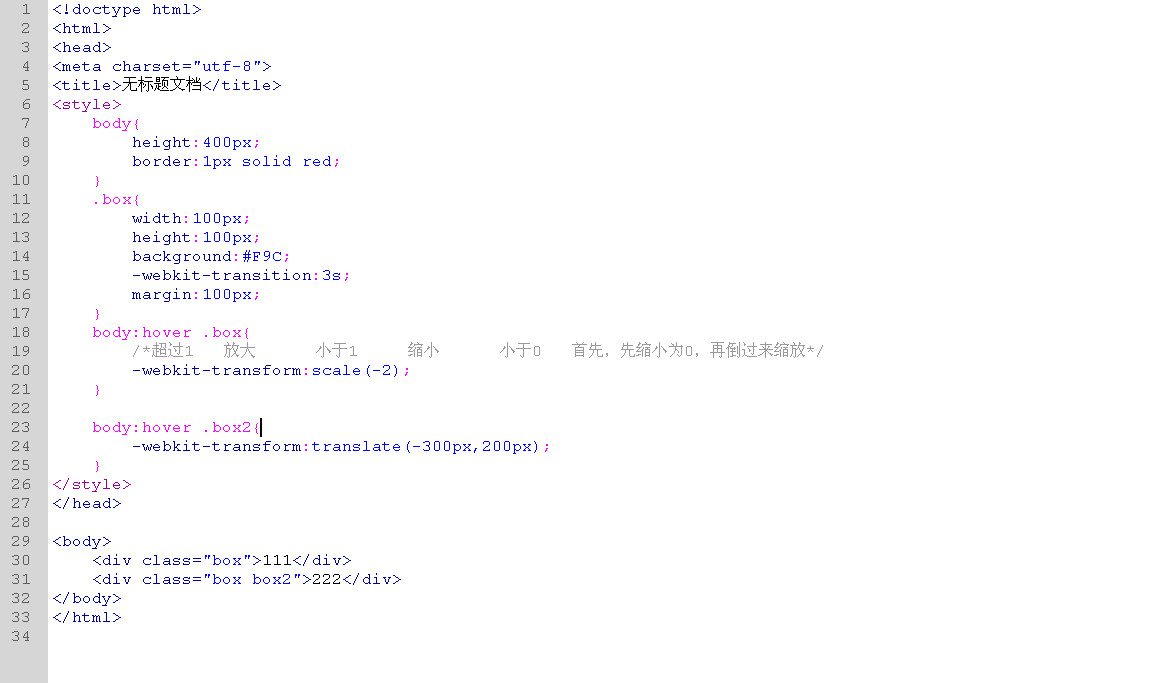 1 <!doctype html>
2 <html>
3 <head>
4 <meta charset="utf-8">
5 <title>无标题文档</title>
6 <style>
7     body{
8         height:400px;
9         border:1px solid red;
10     }
11     .box{
12         width:100px;
13         height:100px;
14         background:#F9C;
15         -webkit-transition:3s;
16         margin:100px;
17     }
18     body:hover .box{
19         /*超过1   放大      小于1     缩小      小于0   首先，先缩小为0，再倒过来缩放*/
20         -webkit-transform:scale(-2);
21     }
22
23     body:hover .box2{
24         -webkit-transform:translate(-300px,200px);
25     }
26 </style>
27 </head>
28
29 <body>
30     <div class="box">111</div>
31     <div class="box box2">222</div>
32 </body>
33 </html>
34